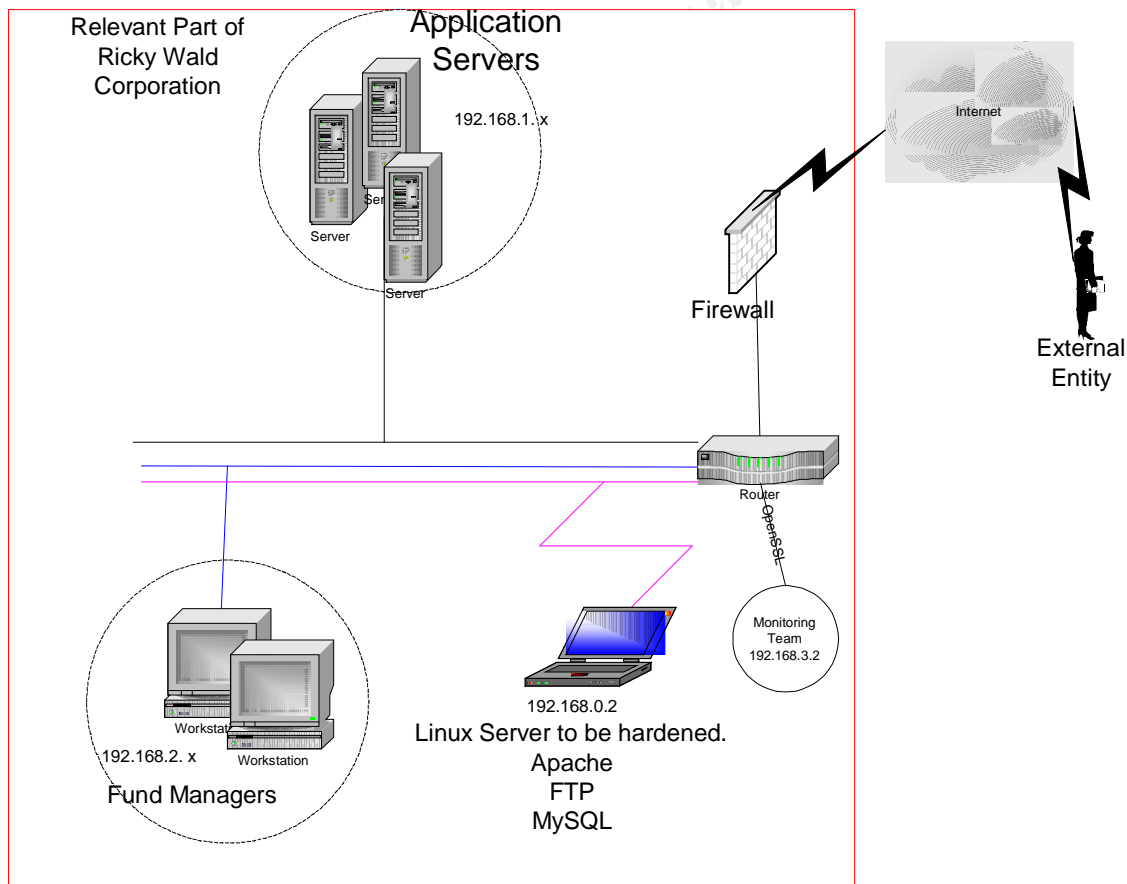 Relevant Part of
Ricky Wald
Corporation
Application
Servers
192.168.1. x
Server
Server
Internet
Firewall
External
Entity
Router
OpenSSL
Monitoring
Team
192.168.3.2
192.168.0.2
Linux Server to be hardened.
Apache
FTP
MySQL
Workstation
192.168.2. x
Fund Managers